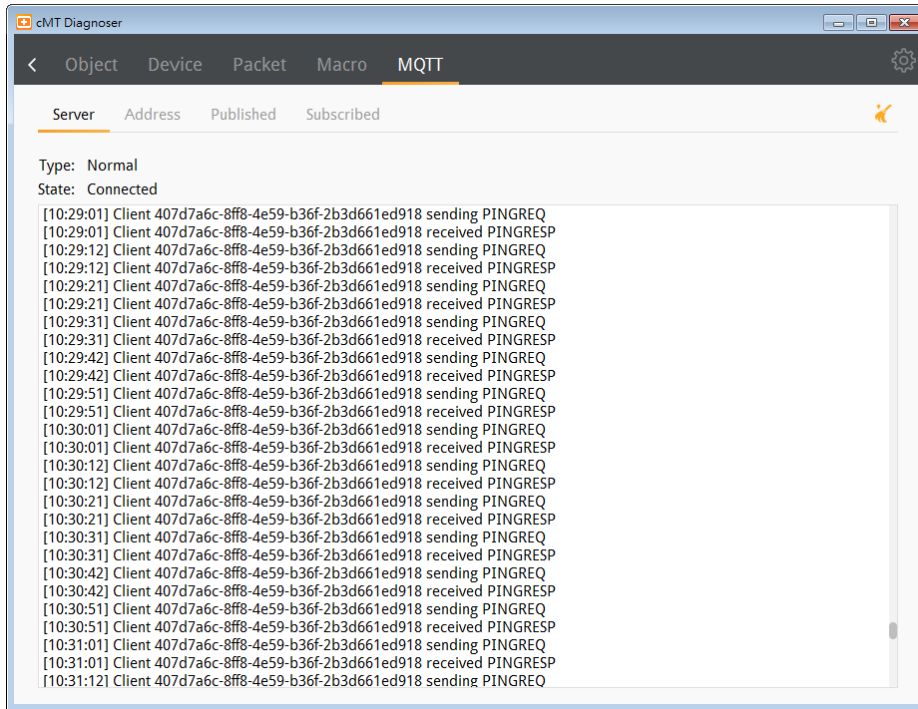 cMT Diagnoser
Object Device Packet Macro MQTT
Server Address Published Subscribed
Type: Normal
State: Connected
[10:29:01] Client 407d7a6c-8ff8-4e59-b36f-2b3d661ed918 sending PINGREQ
[10:29:01] Client 407d7a6c-8ff8-4e59-b36f-2b3d661ed918 received PINGRESP
[10:29:12] Client 407d7a6c-8ff8-4e59-b36f-2b3d661ed918 sending PINGREQ
[10:29:12] Client 407d7a6c-8ff8-4e59-b36f-2b3d661ed918 received PINGRESP
[10:29:21] Client 407d7a6c-8ff8-4e59-b36f-2b3d661ed918 sending PINGREQ
[10:29:21] Client 407d7a6c-8ff8-4e59-b36f-2b3d661ed918 received PINGRESP
[10:29:31] Client 407d7a6c-8ff8-4e59-b36f-2b3d661ed918 sending PINGREQ
[10:29:31] Client 407d7a6c-8ff8-4e59-b36f-2b3d661ed918 received PINGRESP
[10:29:42] Client 407d7a6c-8ff8-4e59-b36f-2b3d661ed918 sending PINGREQ
[10:29:42] Client 407d7a6c-8ff8-4e59-b36f-2b3d661ed918 received PINGRESP
[10:29:51] Client 407d7a6c-8ff8-4e59-b36f-2b3d661ed918 sending PINGREQ
[10:29:51] Client 407d7a6c-8ff8-4e59-b36f-2b3d661ed918 received PINGRESP
[10:30:01] Client 407d7a6c-8ff8-4e59-b36f-2b3d661ed918 sending PINGREQ
[10:30:01] Client 407d7a6c-8ff8-4e59-b36f-2b3d661ed918 received PINGRESP
[10:30:12] Client 407d7a6c-8ff8-4e59-b36f-2b3d661ed918 sending PINGREQ
[10:30:12] Client 407d7a6c-8ff8-4e59-b36f-2b3d661ed918 received PINGRESP
[10:30:21] Client 407d7a6c-8ff8-4e59-b36f-2b3d661ed918 sending PINGREQ
[10:30:21] Client 407d7a6c-8ff8-4e59-b36f-2b3d661ed918 received PINGRESP
[10:30:31] Client 407d7a6c-8ff8-4e59-b36f-2b3d661ed918 sending PINGREQ
[10:30:31] Client 407d7a6c-8ff8-4e59-b36f-2b3d661ed918 received PINGRESP
[10:30:42] Client 407d7a6c-8ff8-4e59-b36f-2b3d661ed918 sending PINGREQ
[10:30:42] Client 407d7a6c-8ff8-4e59-b36f-2b3d661ed918 received PINGRESP
[10:30:51] Client 407d7a6c-8ff8-4e59-b36f-2b3d661ed918 sending PINGREQ
[10:30:51] Client 407d7a6c-8ff8-4e59-b36f-2b3d661ed918 received PINGRESP
[10:31:01] Client 407d7a6c-8ff8-4e59-b36f-2b3d661ed918 sending PINGREQ
[10:31:01] Client 407d7a6c-8ff8-4e59-b36f-2b3d661ed918 received PINGRESP
[10:31:12] Client 407d7a6c-8ff8-4e59-b36f-2b3d661ed918 sending PINGREQ